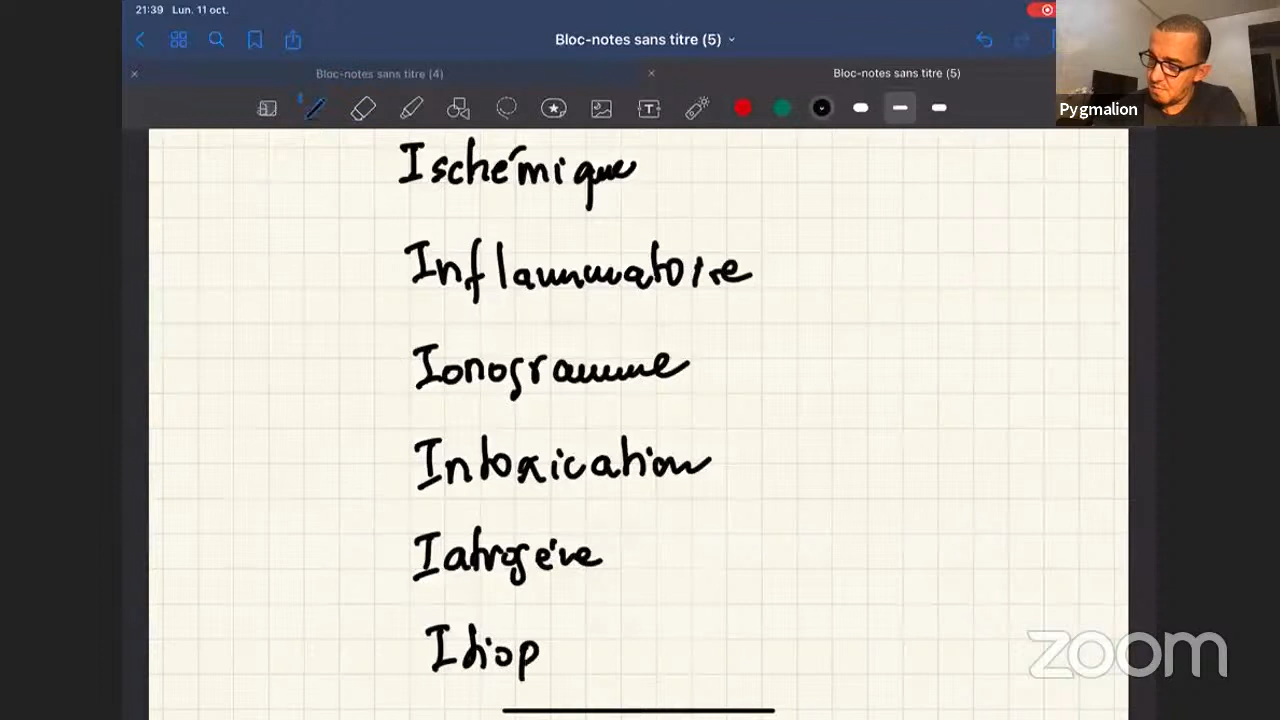 21:39 Lun. 11 oct.
Bloc-notes sans titre (5)
Bloc-notes sans titre (4)
Bloc-notes sans titre (5)
Pygmalion
Ischémique
Inflammatoire
Ionogramme
Intoxication
Iatrogéne
Idiop
zoom